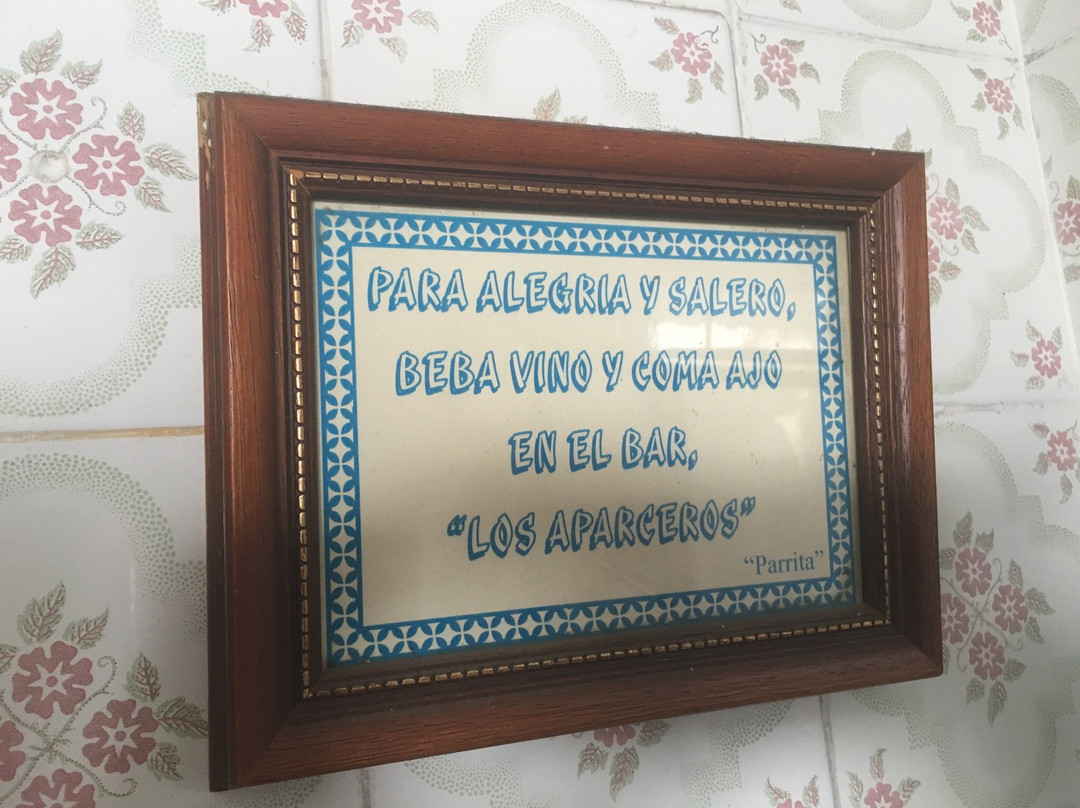 PARA ALEGRIA Y SALERO,
BEBA VINO Y COMA AJO
EN EL BAR,
“LOS APARCEROS”
“Parrita”